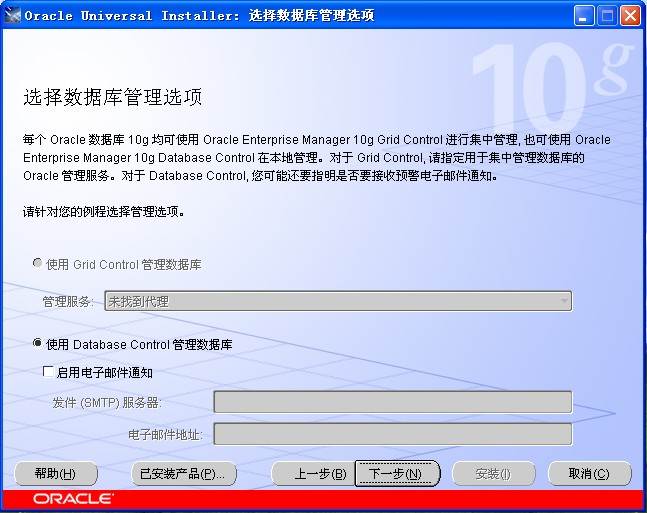 Oracle Universal Installer: 选择数据库管理选项
10g
选择数据库管理选项
每个 Oracle 数据库 10g 均可使用 Oracle Enterprise Manager 10g Grid Control 进行集中管理, 也可使用 Oracle
Enterprise Manager 10g Database Control 在本地管理。对于 Grid Control, 请指定用于集中管理数据库的
Oracle 管理服务。对于 Database Control, 您可能还要指明是否要接收预警电子邮件通知。
请针对您的例程选择管理选项。
使用 Grid Control 管理数据库
管理服务: 未找到代理
使用 Database Control 管理数据库
启用电子邮件通知
发件 (SMTP) 服务器:
电子邮件地址:
帮助(H) 已安装产品(P)... 上一步(B) 下一步(N) 安装(I) 取消(C)
ORACLE